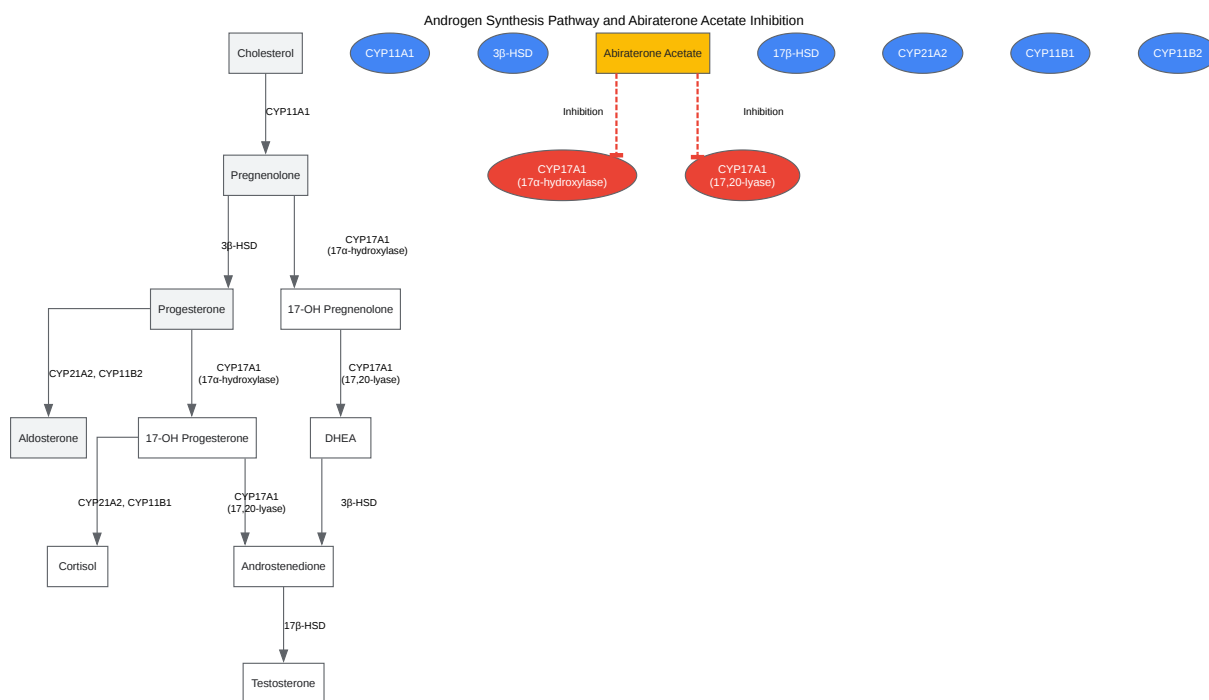 Androgen Synthesis Pathway and Abiraterone Acetate Inhibition
Cholesterol
CYP11A1
3β-HSD
Abiraterone Acetate
17β-HSD
CYP21A2
CYP11B1
CYP11B2
CYP11A1
Inhibition
Inhibition
Pregnenolone
CYP17A1
(17α-hydroxylase)
CYP17A1
(17,20-lyase)
3β-HSD
CYP17A1
(17α-hydroxylase)
Progesterone
17-OH Pregnenolone
CYP21A2, CYP11B2
CYP17A1
(17α-hydroxylase)
CYP17A1
(17,20-lyase)
Aldosterone
17-OH Progesterone
DHEA
CYP21A2, CYP11B1
CYP17A1
(17,20-lyase)
3β-HSD
Cortisol
Androstenedione
17β-HSD
Testosterone